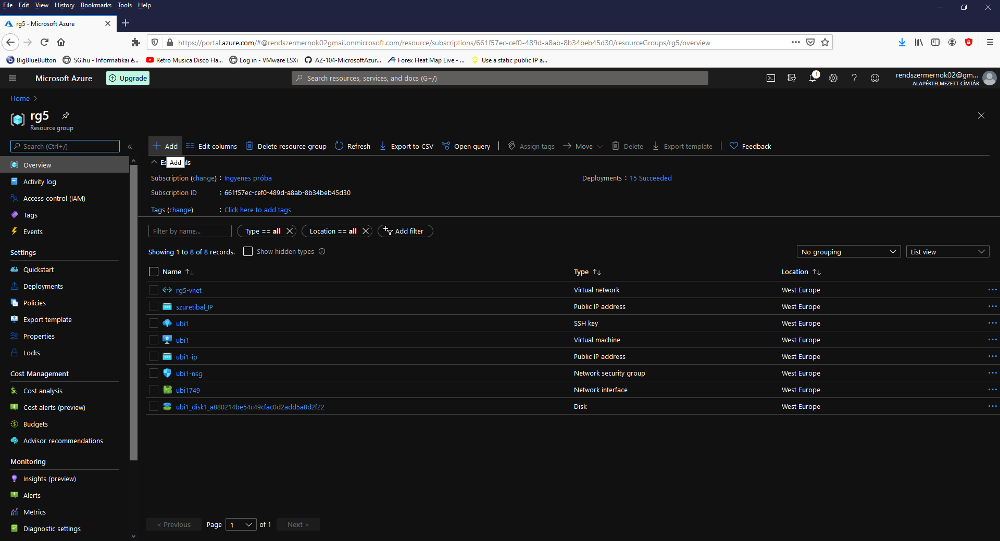 File Edit View History Bookmarks Tools Help
rg5 - Microsoft Azure
https://portal.azure.com/#@rendszermernok02gmail.onmicrosoft.com/resource/subscriptions/661f57ec-cef0-489d-a8ab-8b34beb45d30/resourceGroups/rg5/overview
BigBlueButton SG.hu - Informatikai é... Retro Musica Disco Ha... Log in - VMware ESXi AZ-104-MicrosoftAzur... Forex Heat Map Live - ... Use a static public IP a...
Microsoft Azure Upgrade Search resources, services, and docs (G+/) 1 rendszermernok02@gm...
ALAPÉRTELMEZETT CÍMTÁR
Home
rg5
Resource group
Search (Ctrl+/) «
Add Edit columns Delete resource group Refresh Export to CSV Open query Assign tags Move Delete Export template Feedback
Add
Subscription (change) : Ingyenes próba Deployments : 15 Succeeded
Subscription ID : 661f57ec-cef0-489d-a8ab-8b34beb45d30
Tags (change) : Click here to add tags
Overview
Activity log
Access control (IAM)
Tags
Events
Settings
Quickstart
Deployments
Policies
Export template
Properties
Locks
Cost Management
Cost analysis
Cost alerts (preview)
Budgets
Advisor recommendations
Monitoring
Insights (preview)
Alerts
Metrics
Diagnostic settings
Filter by name... Type == all Location == all Add filter
Showing 1 to 8 of 8 records. Show hidden types No grouping List view
Name Type Location
rg5-vnet Virtual network West Europe
szuretibal_IP Public IP address West Europe
ubi1 SSH key West Europe
ubi1 Virtual machine West Europe
ubi1-ip Public IP address West Europe
ubi1-nsg Network security group West Europe
ubi1749 Network interface West Europe
ubi1_disk1_a880214be54c49cfac0d2add5a8d2f22 Disk West Europe
< Previous Page 1 of 1 Next >